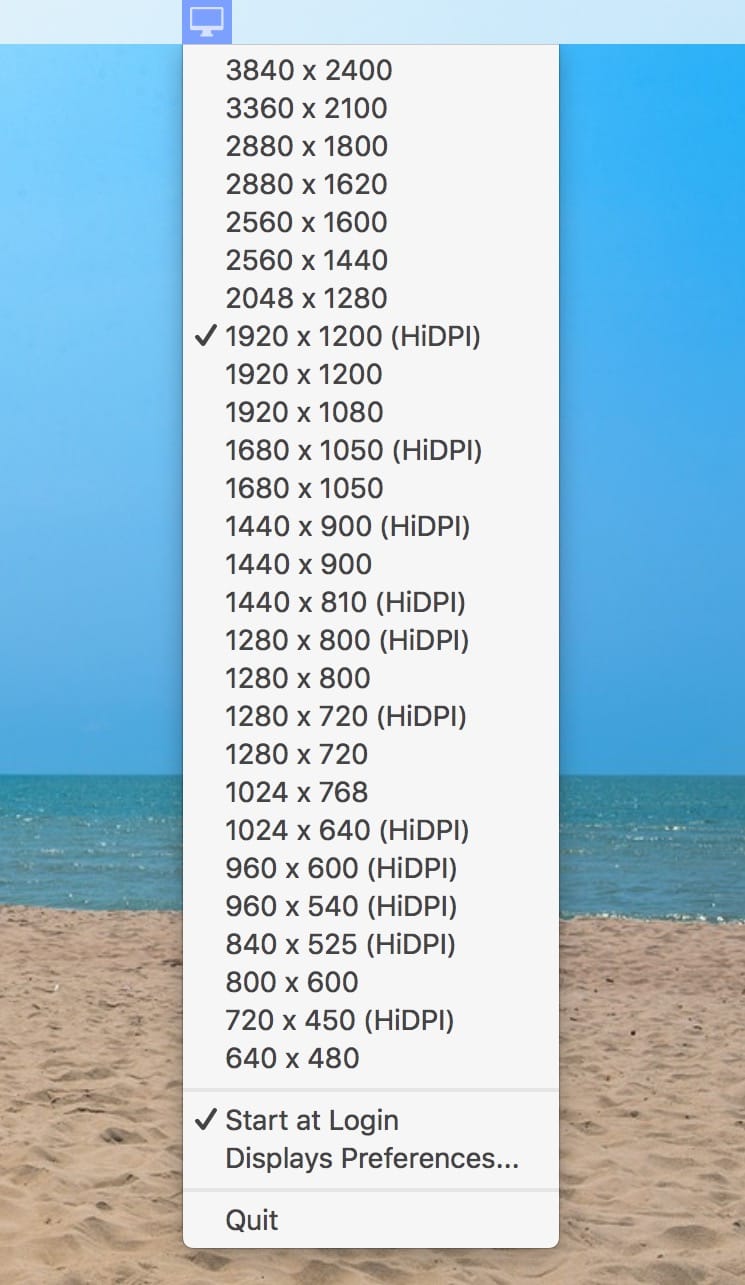 3840 x 2400
3360 x 2100
2880 x 1800
2880 x 1620
2560 x 1600
2560 x 1440
2048 x 1280
✓ 1920 x 1200 (HiDPI)
1920 x 1200
1920 x 1080
1680 x 1050 (HiDPI)
1680 x 1050
1440 x 900 (HiDPI)
1440 x 900
1440 x 810 (HiDPI)
1280 x 800 (HiDPI)
1280 x 800
1280 x 720 (HiDPI)
1280 x 720
1024 x 768
1024 x 640 (HiDPI)
960 x 600 (HiDPI)
960 x 540 (HiDPI)
840 x 525 (HiDPI)
800 x 600
720 x 450 (HiDPI)
640 x 480
✓ Start at Login
Displays Preferences...
Quit